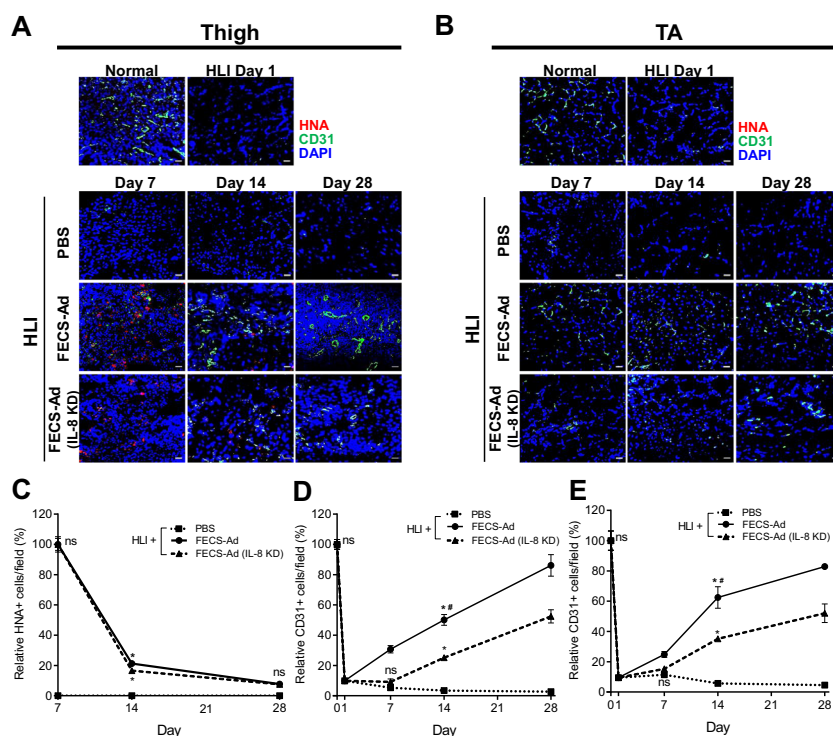 A
Thigh
Normal
HLI Day 1
HNA
CD31
DAPI
Day 7
Day 14
Day 28
HLI
PBS
FECS-Ad
FECS-Ad
(IL-8 KD)
B
TA
Normal
HLI Day 1
HNA
CD31
DAPI
Day 7
Day 14
Day 28
HLI
PBS
FECS-Ad
FECS-Ad
(IL-8 KD)
C
Relative HNA+ cells/field (%)
120
100
80
60
40
20
0
7
14
21
28
Day
HLI +
PBS
FECS-Ad
FECS-Ad (IL-8 KD)
ns
*
*
ns
D
Relative CD31+ cells/field (%)
120
100
80
60
40
20
0
01
7
14
21
28
Day
HLI +
PBS
FECS-Ad
FECS-Ad (IL-8 KD)
ns
ns
* #
*
E
Relative CD31+ cells/field (%)
120
100
80
60
40
20
0
01
7
14
21
28
Day
HLI +
PBS
FECS-Ad
FECS-Ad (IL-8 KD)
ns
ns
* #
*